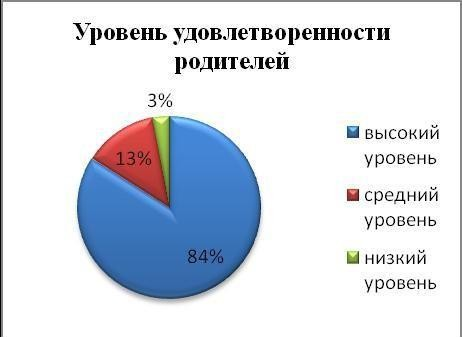 Уровень удовлетворенности
родителей
3%
13%
84%
высокий
уровень
средний
уровень
низкий
уровень